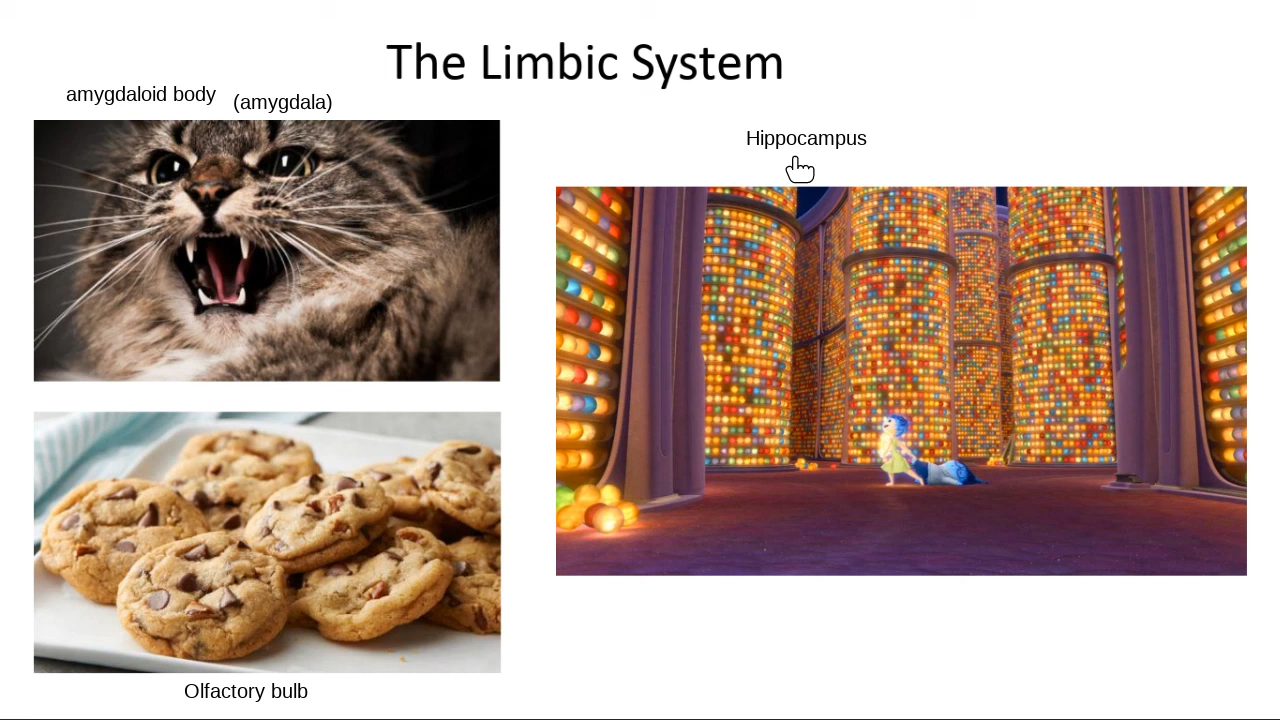 The Limbic System
amygdaloid body (amygdala)
Hippocampus
Olfactory bulb